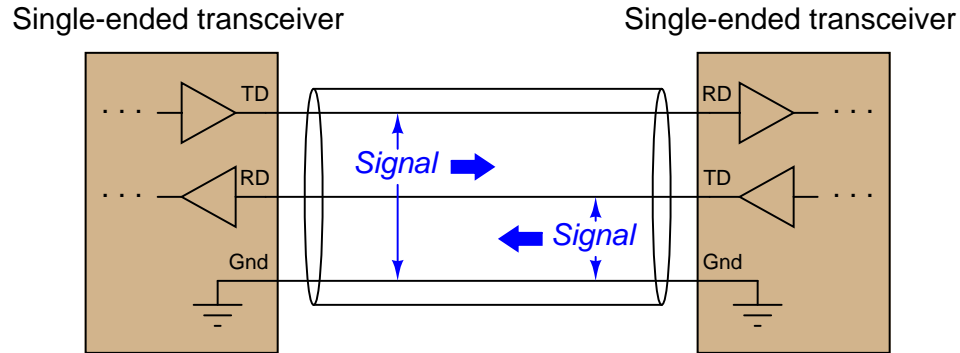 Single-ended transceiver
Single-ended transceiver
TD
RD
Signal
RD
TD
Signal
Gnd
Gnd